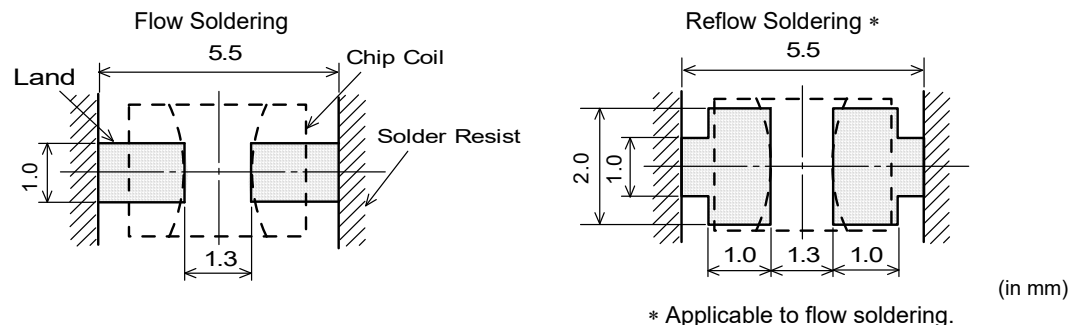 Flow Soldering
5.5
Land
Chip Coil
Solder Resist
1.0
1.3
Reflow Soldering *
5.5
2.0
1.0
1.0 1.3 1.0
(in mm)
* Applicable to flow soldering.